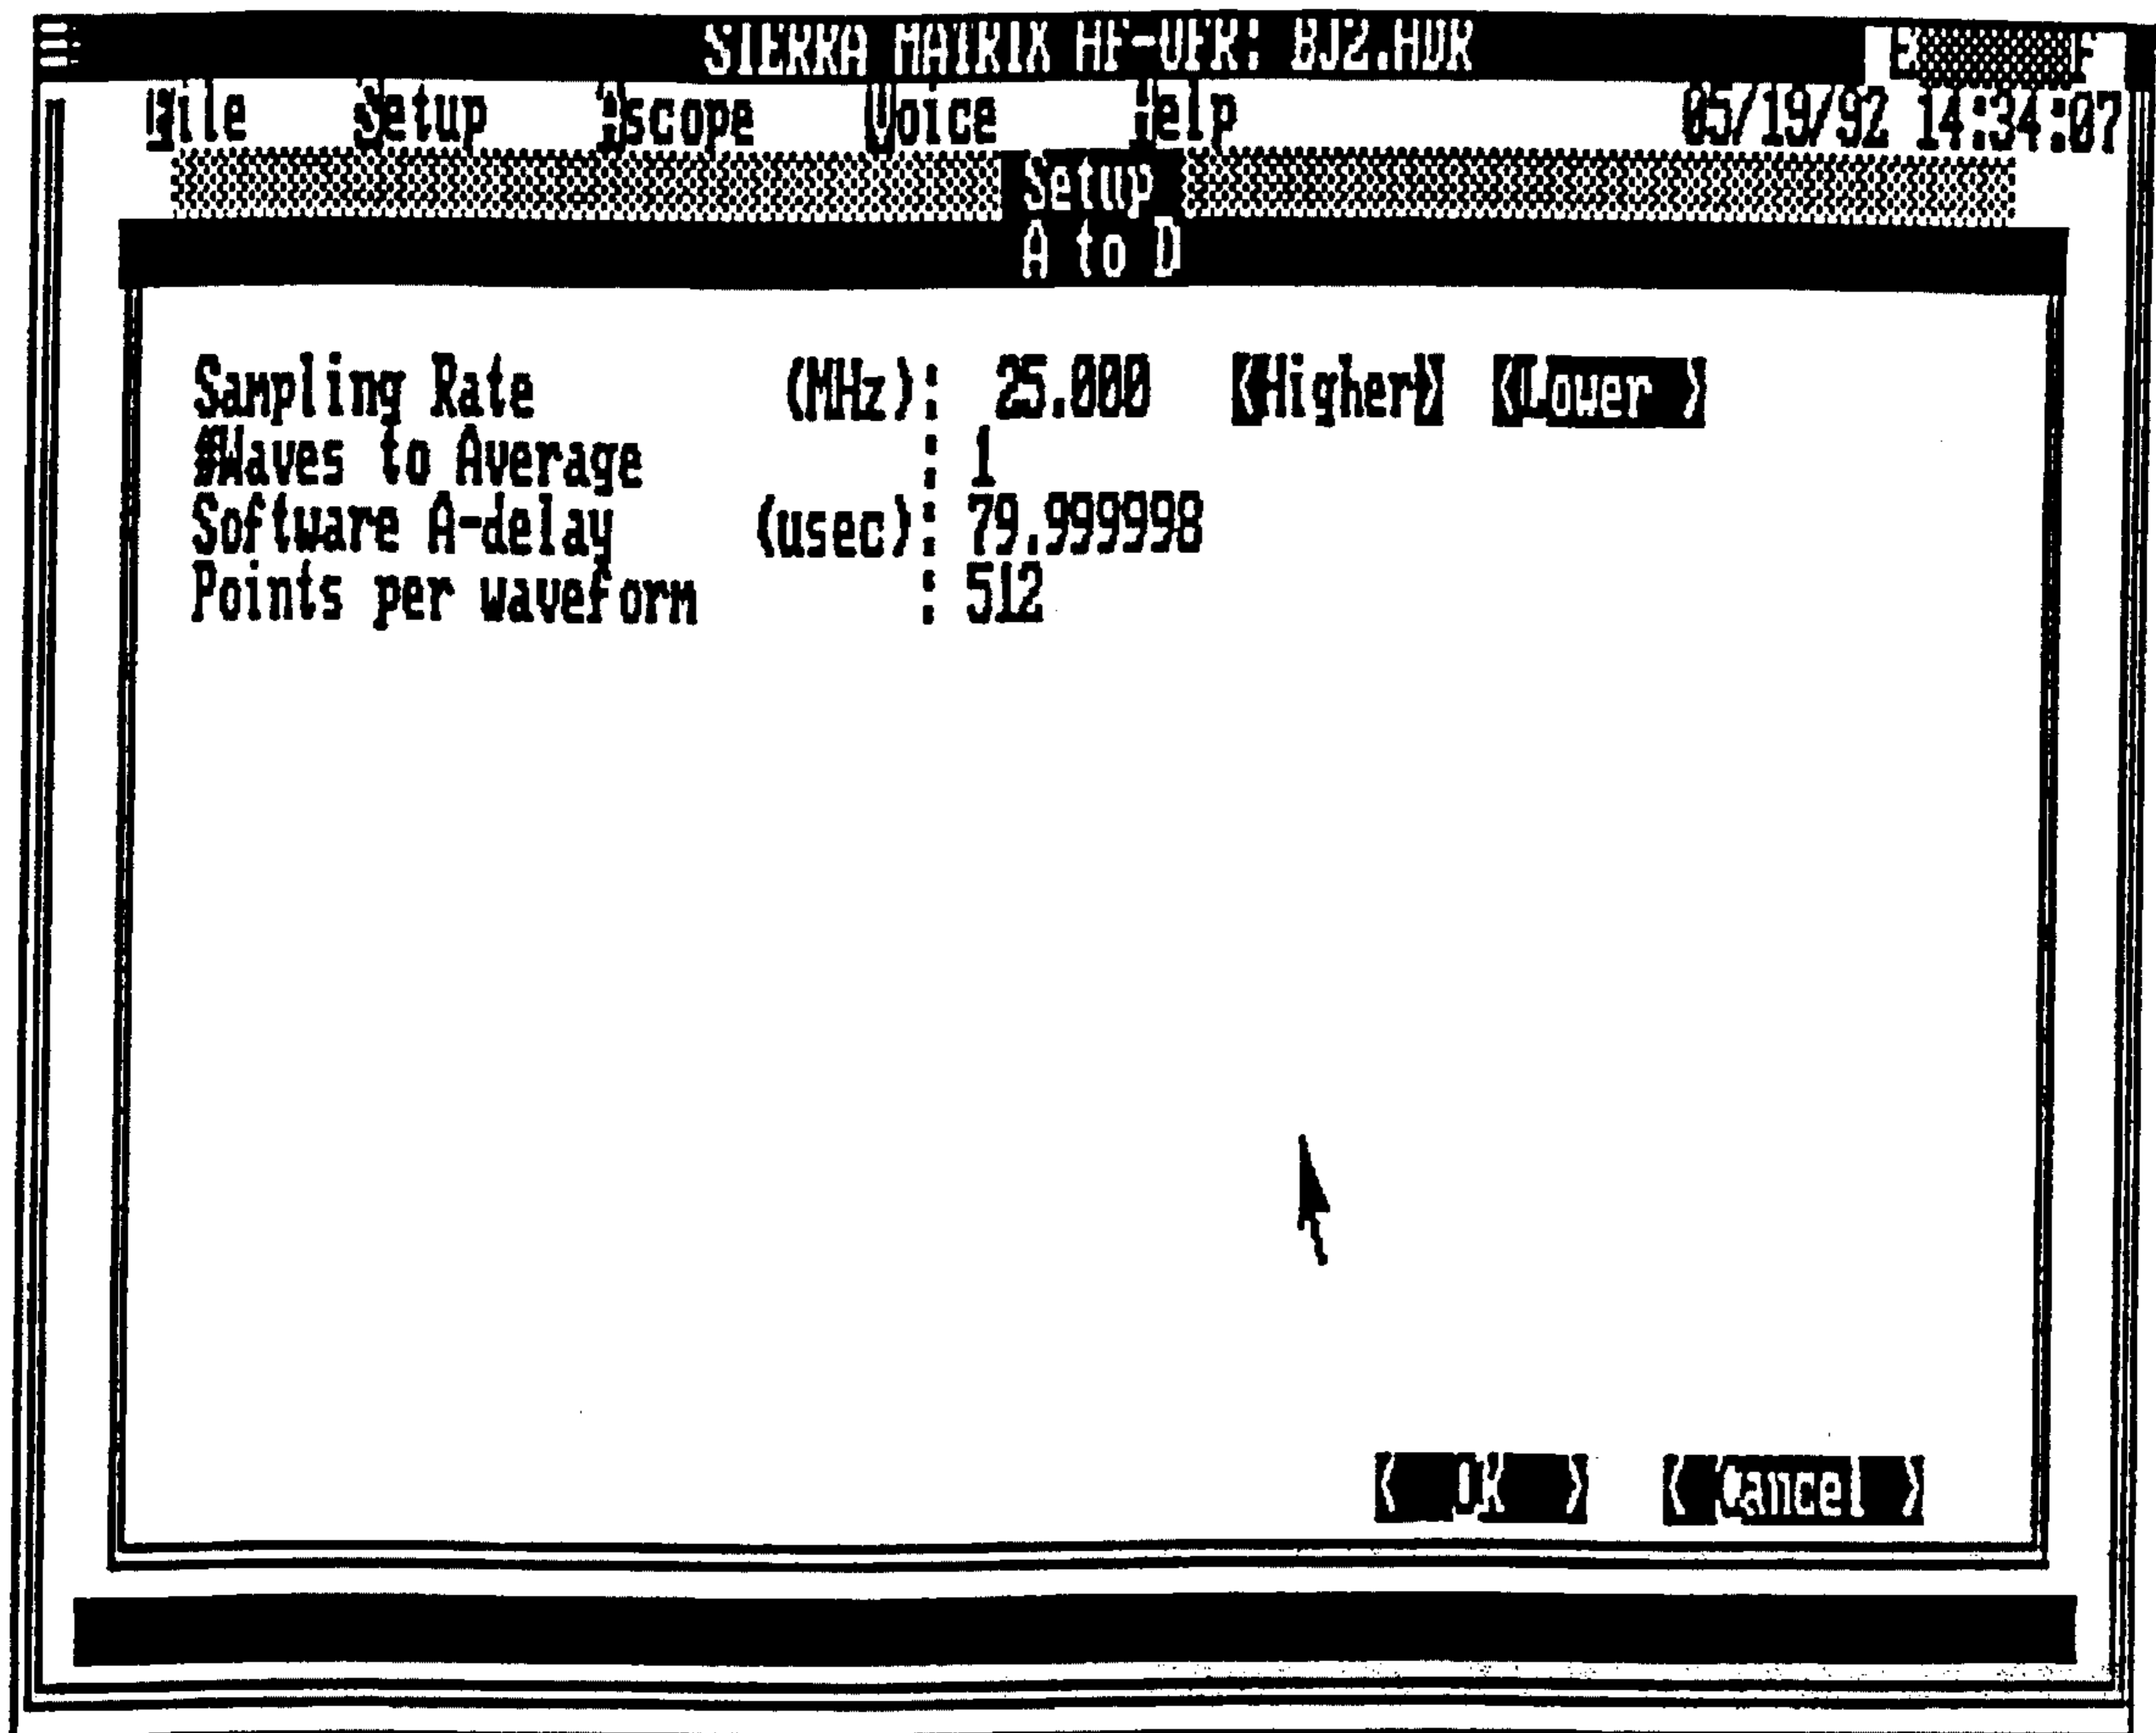 SIERRA MATRIX HF-VFR: BJ2.HDR
File Setup Ascope Voice Help 05/19/92 14:34:07
Setup
A to D
Sampling Rate (MHz): 25.000 <Higher> <Lower >
#Waves to Average : 1
Software A-delay (usec): 79.999998
Points per waveform : 512
< OK > < Cancel >